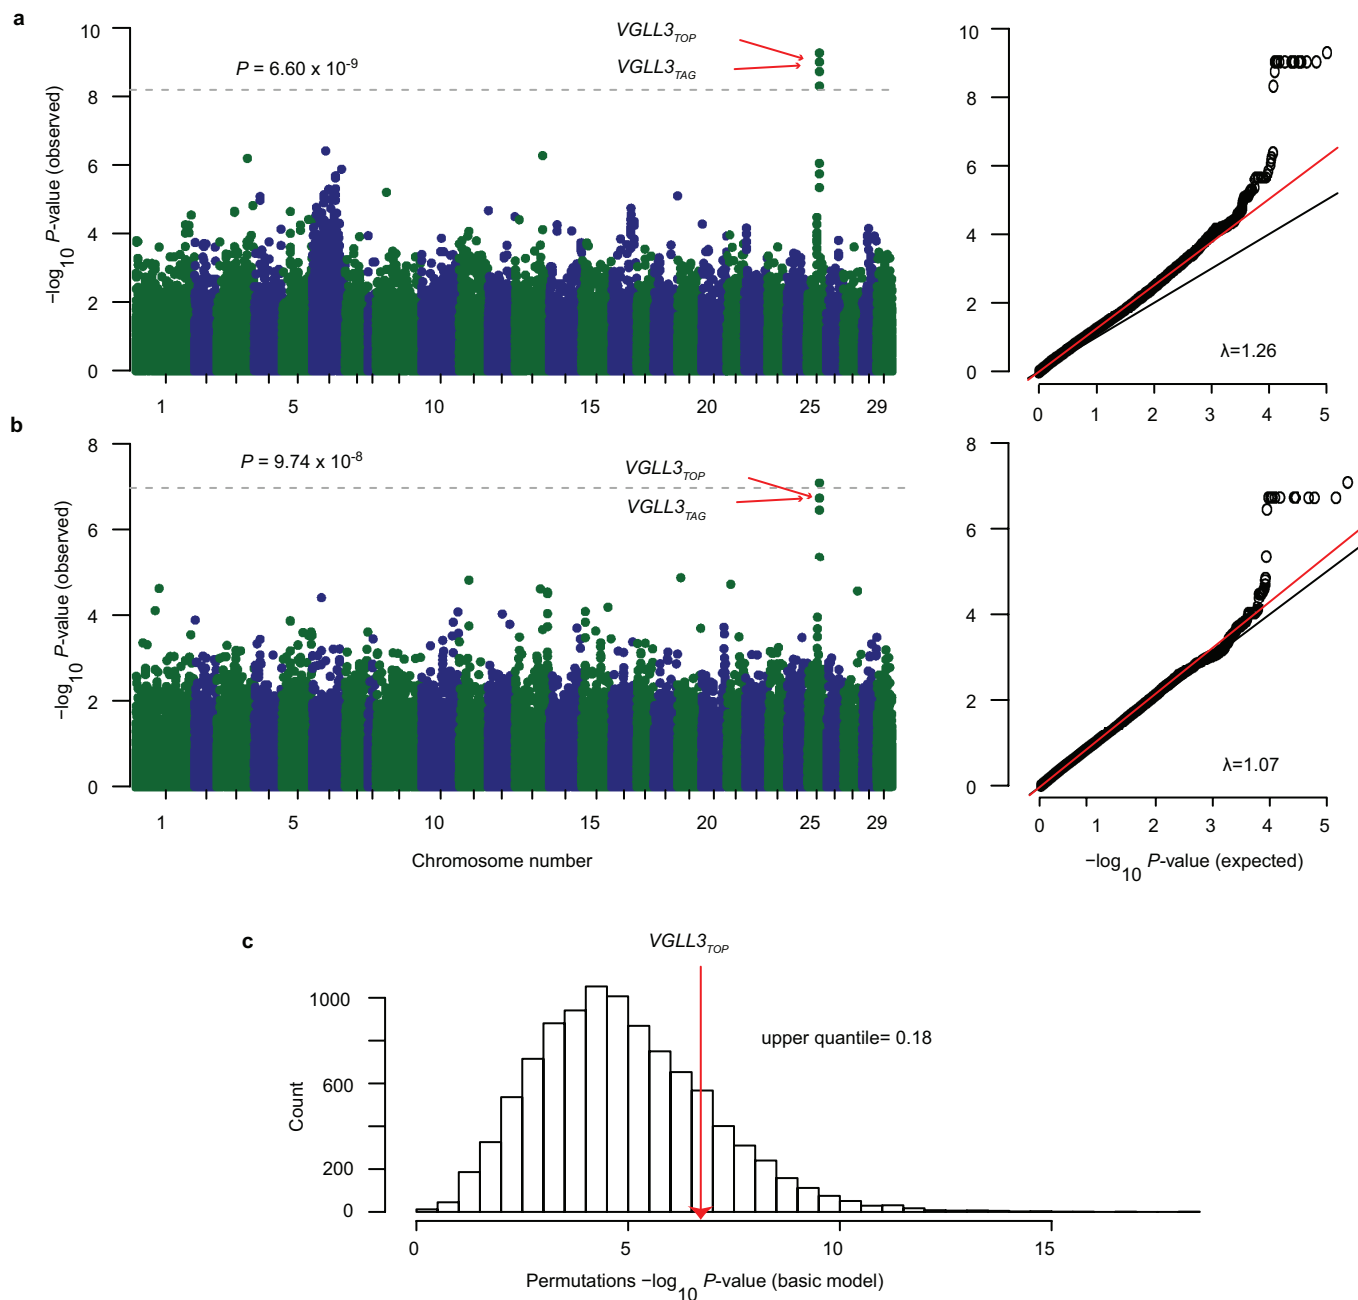 a
−log10 P-value (observed)
10
8
6
4
2
0
P = 6.60 x 10-9
VGLL3TOP
VGLL3TAG
1 5 10 15 20 25 29
10
8
6
4
2
0
λ=1.26
0 1 2 3 4 5
b
−log10 P-value (observed)
8
6
4
2
0
P = 9.74 x 10-8
VGLL3TOP
VGLL3TAG
1 5 10 15 20 25 29
Chromosome number
8
6
4
2
0
λ=1.07
0 1 2 3 4 5
−log10 P-value (expected)
c
VGLL3TOP
Count
1000
600
200
0
upper quantile= 0.18
0 5 10 15
Permutations −log10 P-value (basic model)